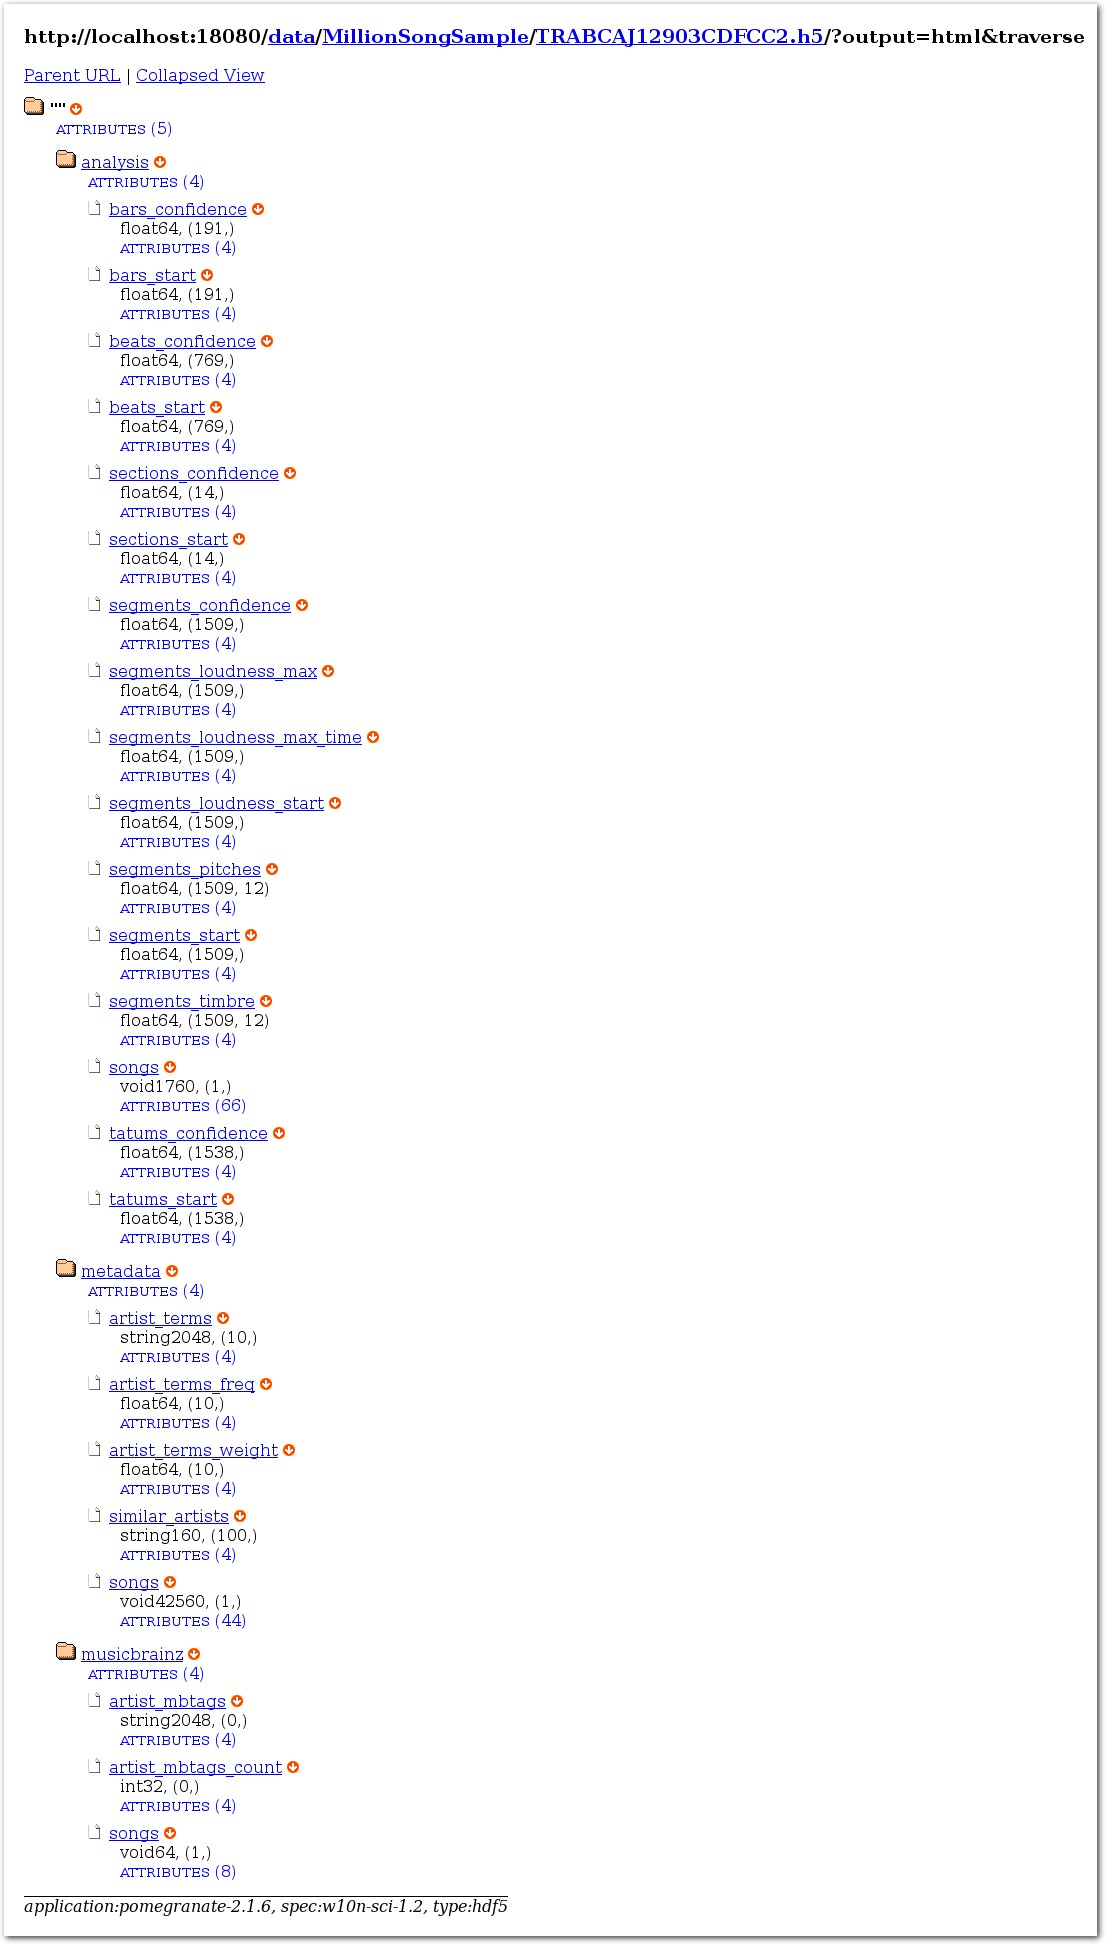 http://localhost:18080/data/MillionSongSample/TRABCAJ12903CDFCC2.h5/?output=html&traverse
Parent URL | Collapsed View
""
ATTRIBUTES (5)
analysis
ATTRIBUTES (4)
bars_confidence
float64, (191,)
ATTRIBUTES (4)
bars_start
float64, (191,)
ATTRIBUTES (4)
beats_confidence
float64, (769,)
ATTRIBUTES (4)
beats_start
float64, (769,)
ATTRIBUTES (4)
sections_confidence
float64, (14,)
ATTRIBUTES (4)
sections_start
float64, (14,)
ATTRIBUTES (4)
segments_confidence
float64, (1509,)
ATTRIBUTES (4)
segments_loudness_max
float64, (1509,)
ATTRIBUTES (4)
segments_loudness_max_time
float64, (1509,)
ATTRIBUTES (4)
segments_loudness_start
float64, (1509,)
ATTRIBUTES (4)
segments_pitches
float64, (1509, 12)
ATTRIBUTES (4)
segments_start
float64, (1509,)
ATTRIBUTES (4)
segments_timbre
float64, (1509, 12)
ATTRIBUTES (4)
songs
void1760, (1,)
ATTRIBUTES (66)
tatums_confidence
float64, (1538,)
ATTRIBUTES (4)
tatums_start
float64, (1538,)
ATTRIBUTES (4)
metadata
ATTRIBUTES (4)
artist_terms
string2048, (10,)
ATTRIBUTES (4)
artist_terms_freq
float64, (10,)
ATTRIBUTES (4)
artist_terms_weight
float64, (10,)
ATTRIBUTES (4)
similar_artists
string160, (100,)
ATTRIBUTES (4)
songs
void42560, (1,)
ATTRIBUTES (44)
musicbrainz
ATTRIBUTES (4)
artist_mbtags
string2048, (0,)
ATTRIBUTES (4)
artist_mbtags_count
int32, (0,)
ATTRIBUTES (4)
songs
void64, (1,)
ATTRIBUTES (8)
application:pomegranate-2.1.6, spec:w10n-sci-1.2, type:hdf5